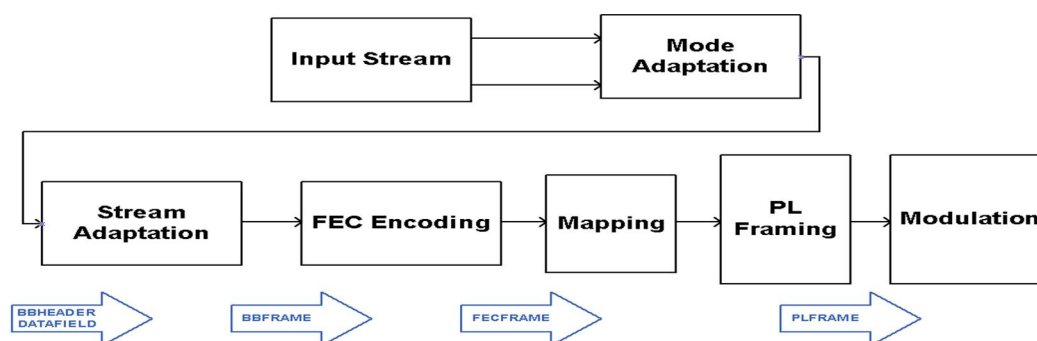 Input Stream
Mode
Adaptation
Stream
Adaptation
FEC Encoding
Mapping
PL
Framing
Modulation
BBHEADER
DATAFIELD
BBFRAME
FECFRAME
PLFRAME